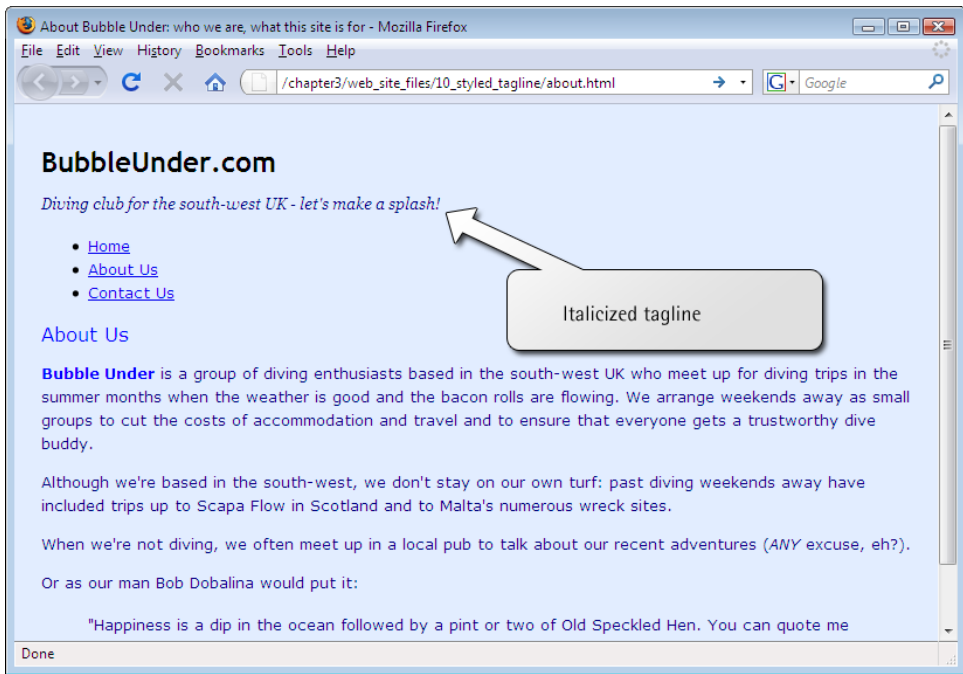 About Bubble Under: who we are, what this site is for - Mozilla Firefox
File Edit View History Bookmarks Tools Help
/chapter3/web_site_files/10_styled_tagline/about.html
G Google
BubbleUnder.com
Diving club for the south-west UK - let's make a splash!
Home
About Us
Contact Us
Italicized tagline
About Us
Bubble Under is a group of diving enthusiasts based in the south-west UK who meet up for diving trips in the
summer months when the weather is good and the bacon rolls are flowing. We arrange weekends away as small
groups to cut the costs of accommodation and travel and to ensure that everyone gets a trustworthy dive
buddy.
Although we're based in the south-west, we don't stay on our own turf: past diving weekends away have
included trips up to Scapa Flow in Scotland and to Malta's numerous wreck sites.
When we're not diving, we often meet up in a local pub to talk about our recent adventures (ANY excuse, eh?).
Or as our man Bob Dobalina would put it:
"Happiness is a dip in the ocean followed by a pint or two of Old Speckled Hen. You can quote me
Done